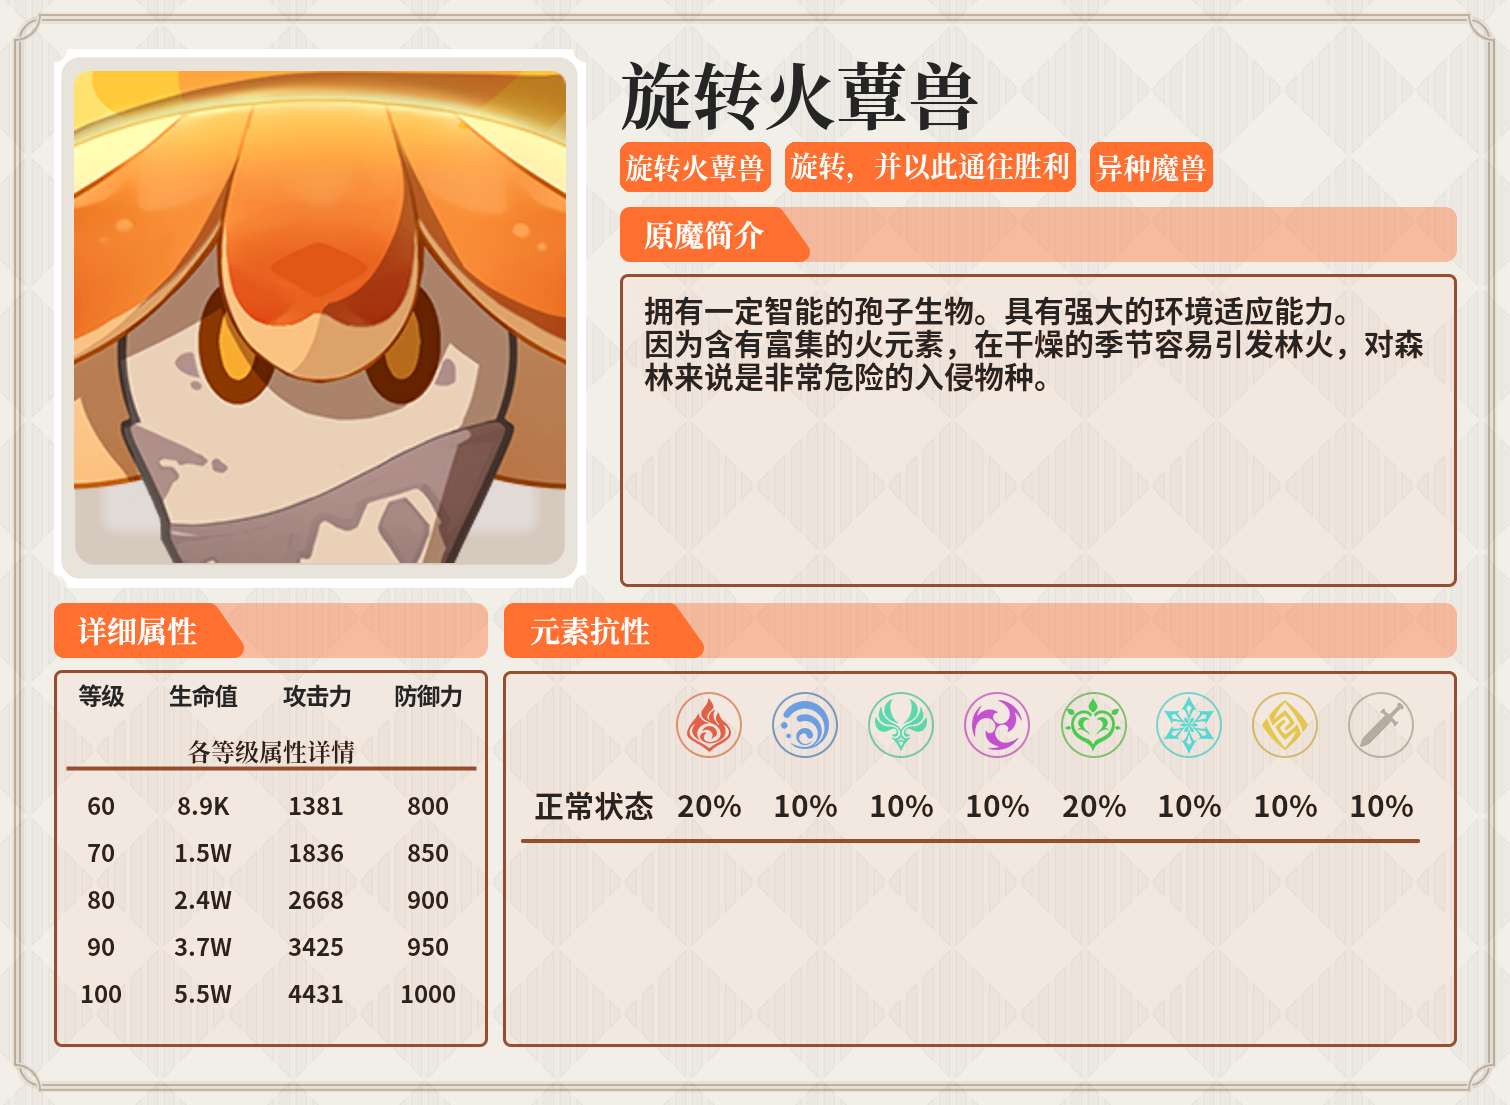 旋转火蕈兽
旋转火蕈兽 旋转，并以此通往胜利 异种魔兽
原魔简介
拥有一定智能的孢子生物。具有强大的环境适应能力。
因为含有富集的火元素，在干燥的季节容易引发林火，对森
林来说是非常危险的入侵物种。
详细属性
等级 生命值 攻击力 防御力
各等级属性详情
60 8.9K 1381 800
70 1.5W 1836 850
80 2.4W 2668 900
90 3.7W 3425 950
100 5.5W 4431 1000
元素抗性
正常状态 20% 10% 10% 10% 20% 10% 10% 10%